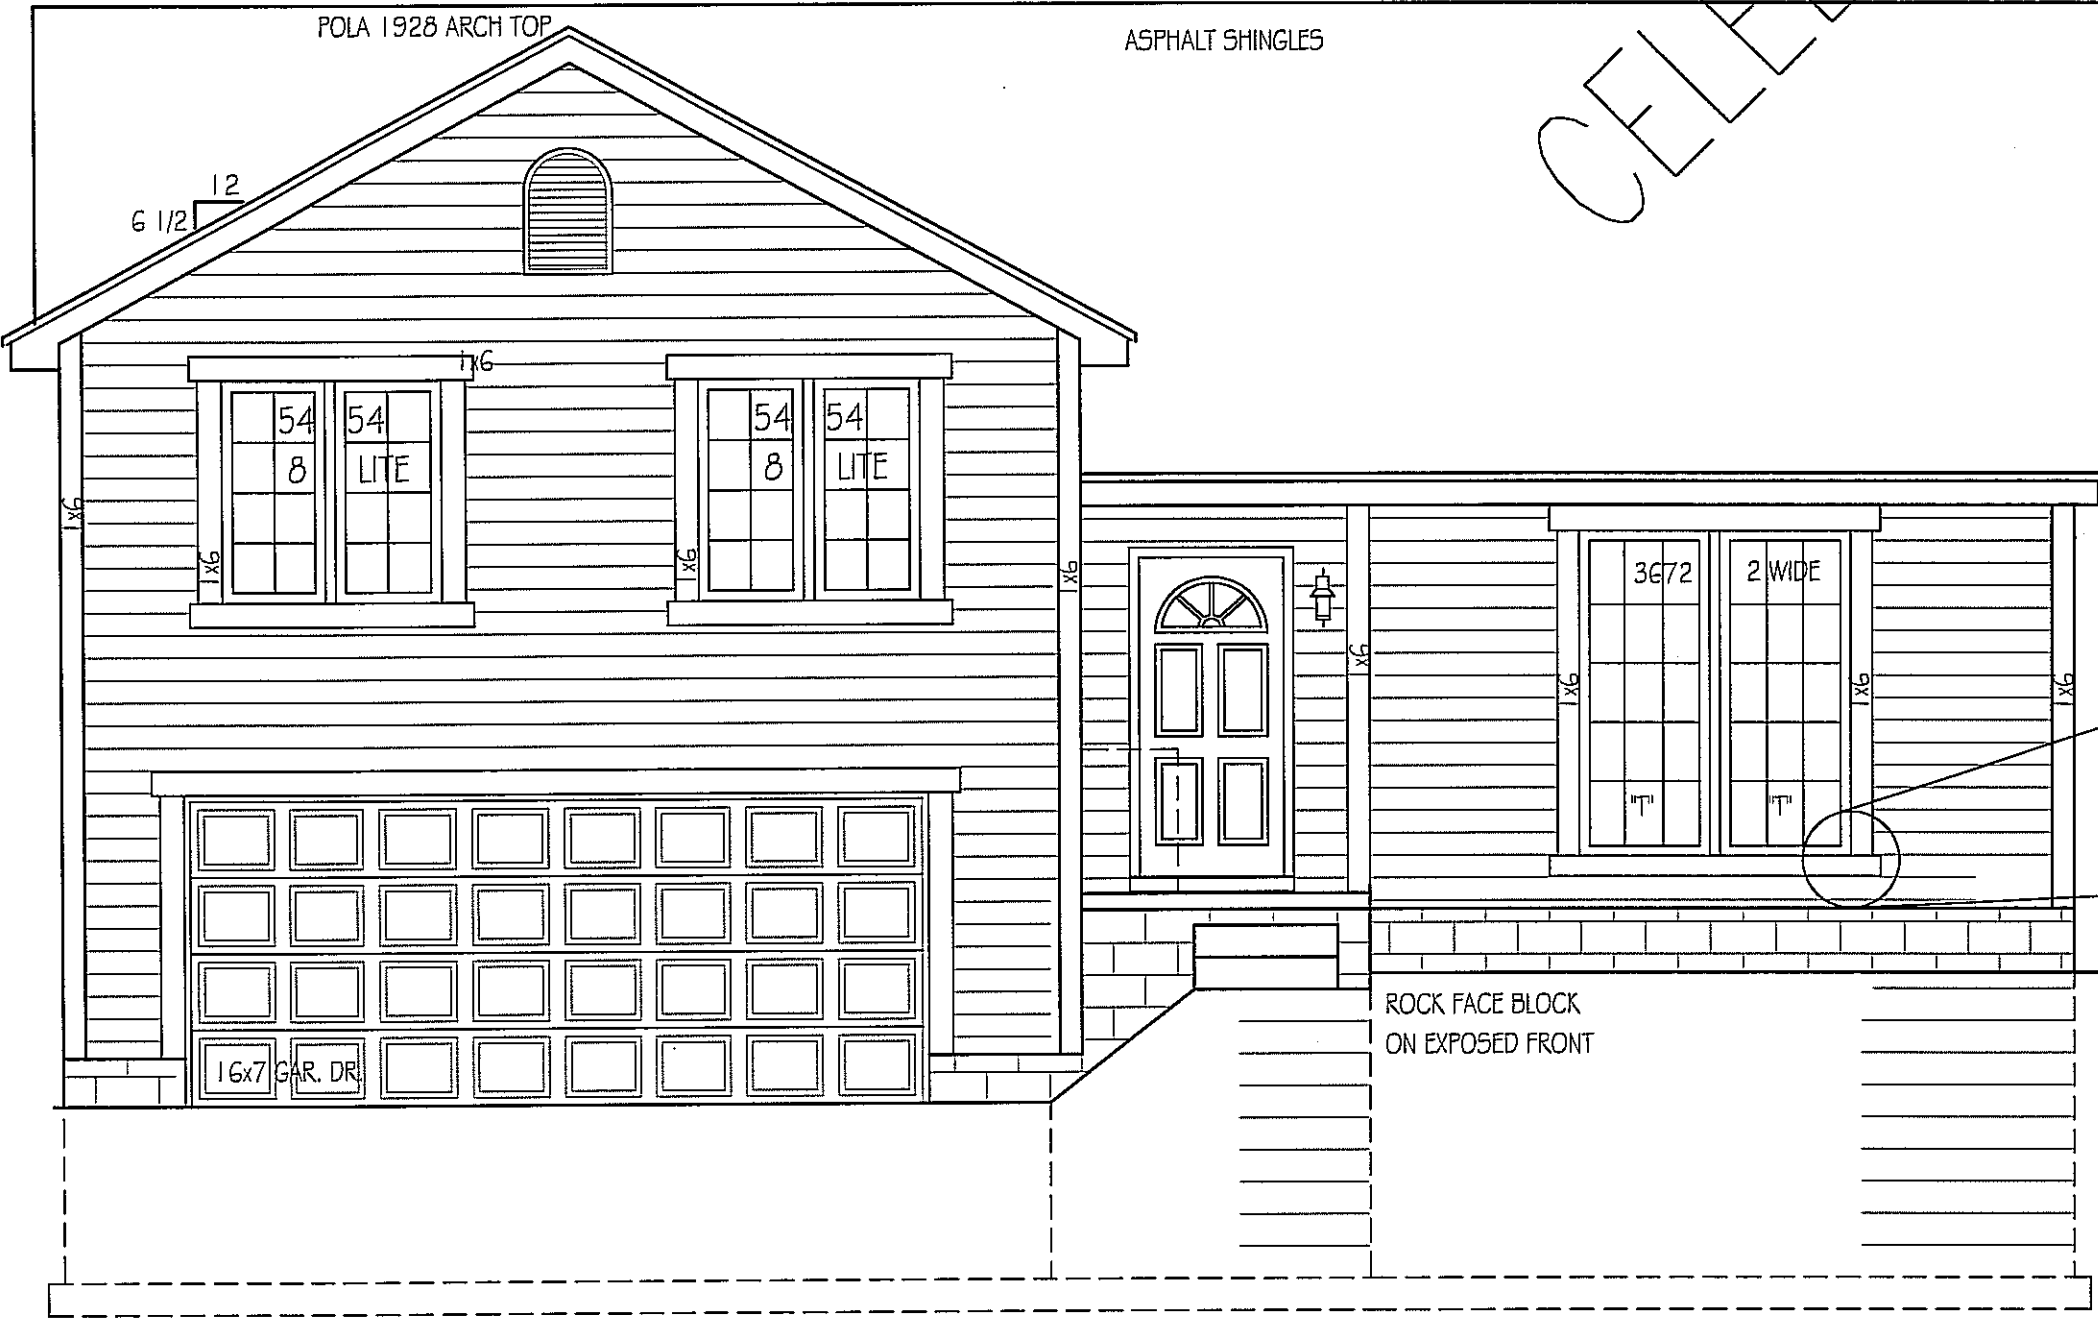 POLA 1928 ARCH TOP
ASPHALT SHINGLES
12
6 1/2
1x6
54 54
8 LITE
54 54
8 LITE
1x6
1x6
1x6
1x6
1x6
3672 2 WIDE
1x6
1x6
1x6
"T" "T"
ROCK FACE BLOCK
ON EXPOSED FRONT
16x7 GAR. DR.